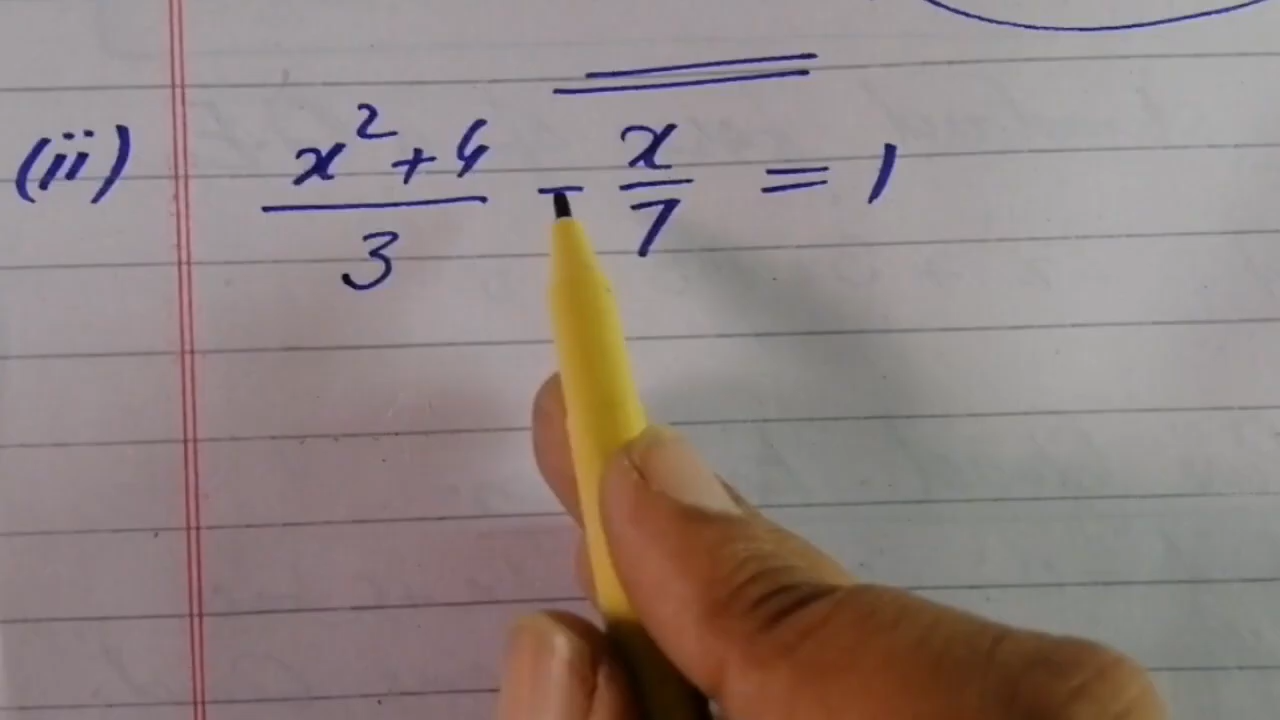 (ii) (x² + 4)/3 - x/7 = 1